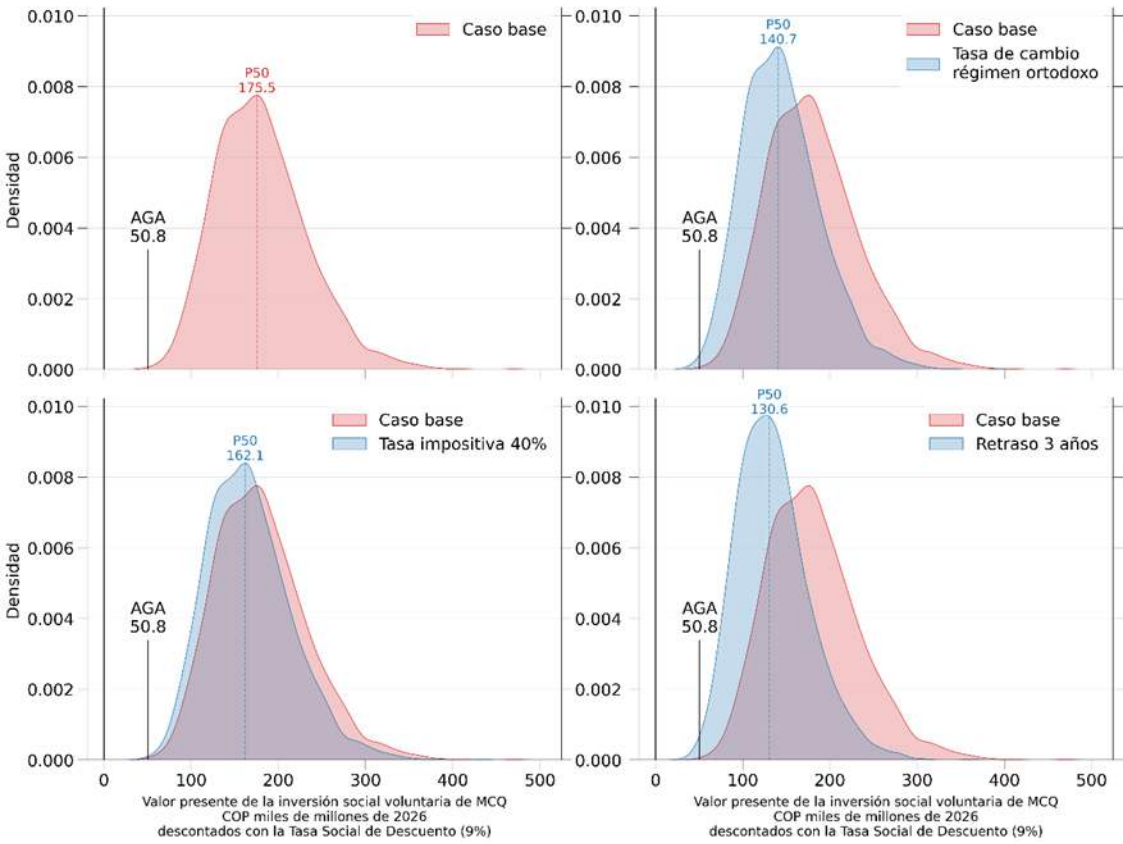 0.010
0.008
0.006
0.004
0.002
0.000
Densidad
Caso base
P50
175.5
AGA
50.8
0.010
0.008
0.006
0.004
0.002
0.000
Caso base
Tasa de cambio
régimen ortodoxo
P50
140.7
AGA
50.8
0.010
0.008
0.006
0.004
0.002
0.000
Densidad
Caso base
Tasa impositiva 40%
P50
162.1
AGA
50.8
0 100 200 300 400 500
Valor presente de la inversión social voluntaria de MCQ
COP miles de millones de 2026
descontados con la Tasa Social de Descuento (9%)
0.010
0.008
0.006
0.004
0.002
0.000
Caso base
Retraso 3 años
P50
130.6
AGA
50.8
0 100 200 300 400 500
Valor presente de la inversión social voluntaria de MCQ
COP miles de millones de 2026
descontados con la Tasa Social de Descuento (9%)